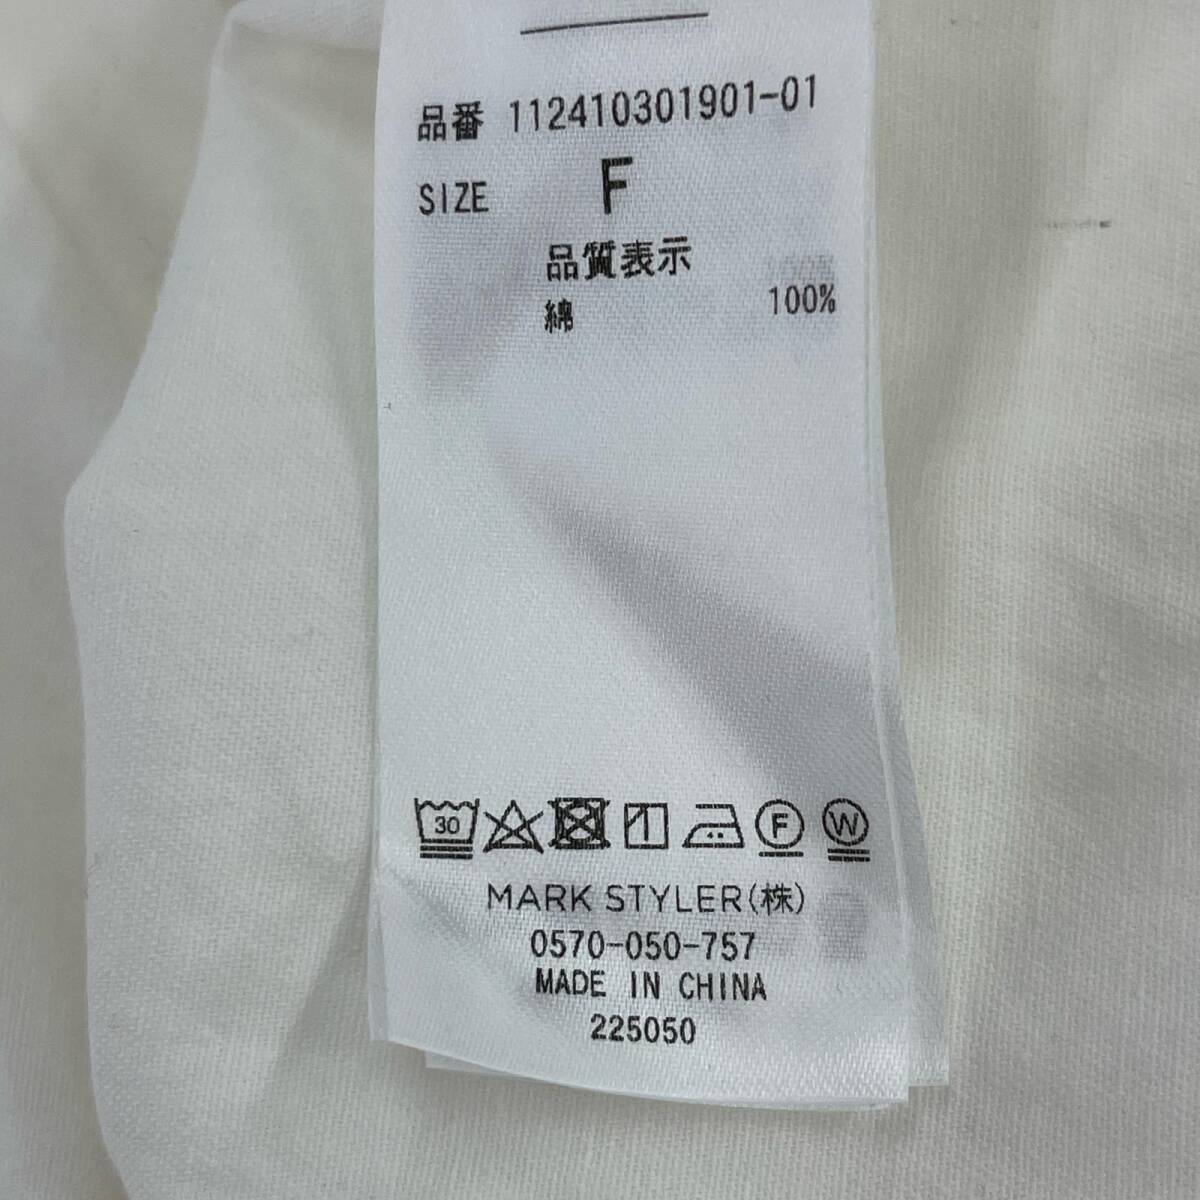 品番 112410301901-01
SIZE F
品質表示
綿 100%
30 F W
MARK STYLER(株)
0570-050-757
MADE IN CHINA
225050